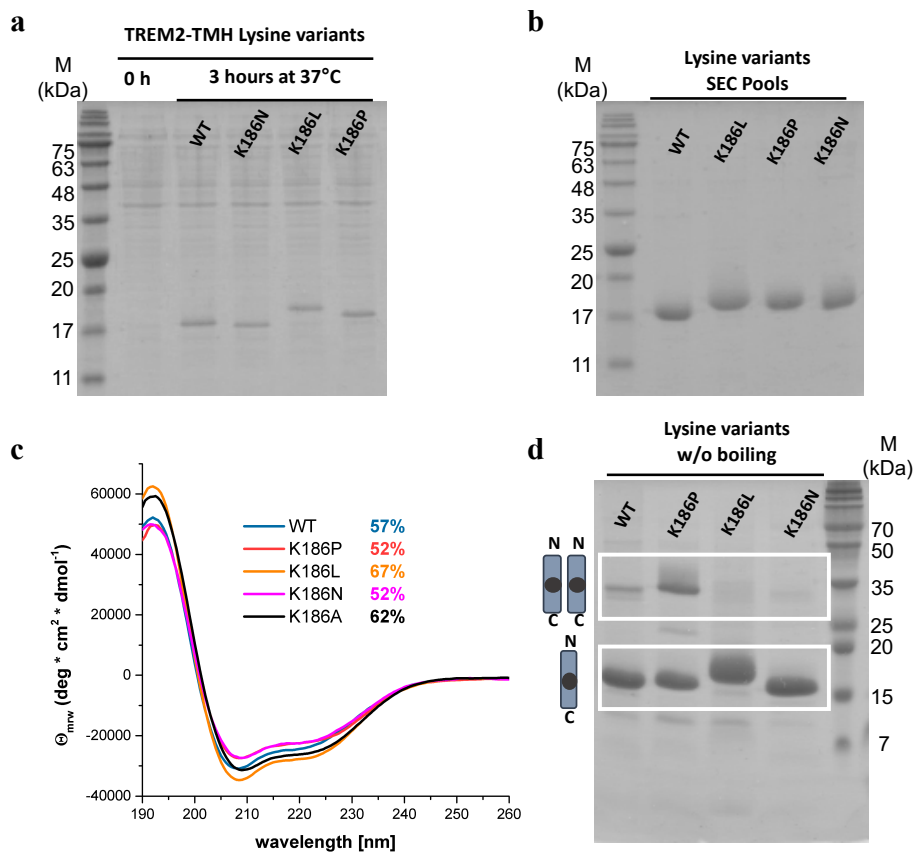 a
TREM2-TMH Lysine variants
M
(kDa)
0 h
3 hours at 37°C
WT
K186N
K186L
K186P
75
63
48
35
25
20
17
11
b
Lysine variants
SEC Pools
M
(kDa)
WT
K186L
K186P
K186N
75
63
48
35
25
20
17
11
c
Θmrw (deg * cm² * dmol⁻¹)
60000
40000
20000
0
-20000
-40000
WT 57%
K186P 52%
K186L 67%
K186N 52%
K186A 62%
190 200 210 220 230 240 250 260
wavelength [nm]
d
Lysine variants
w/o boiling
M
(kDa)
WT
K186P
K186L
K186N
70
50
35
25
20
15
7
N N
C C
N
C